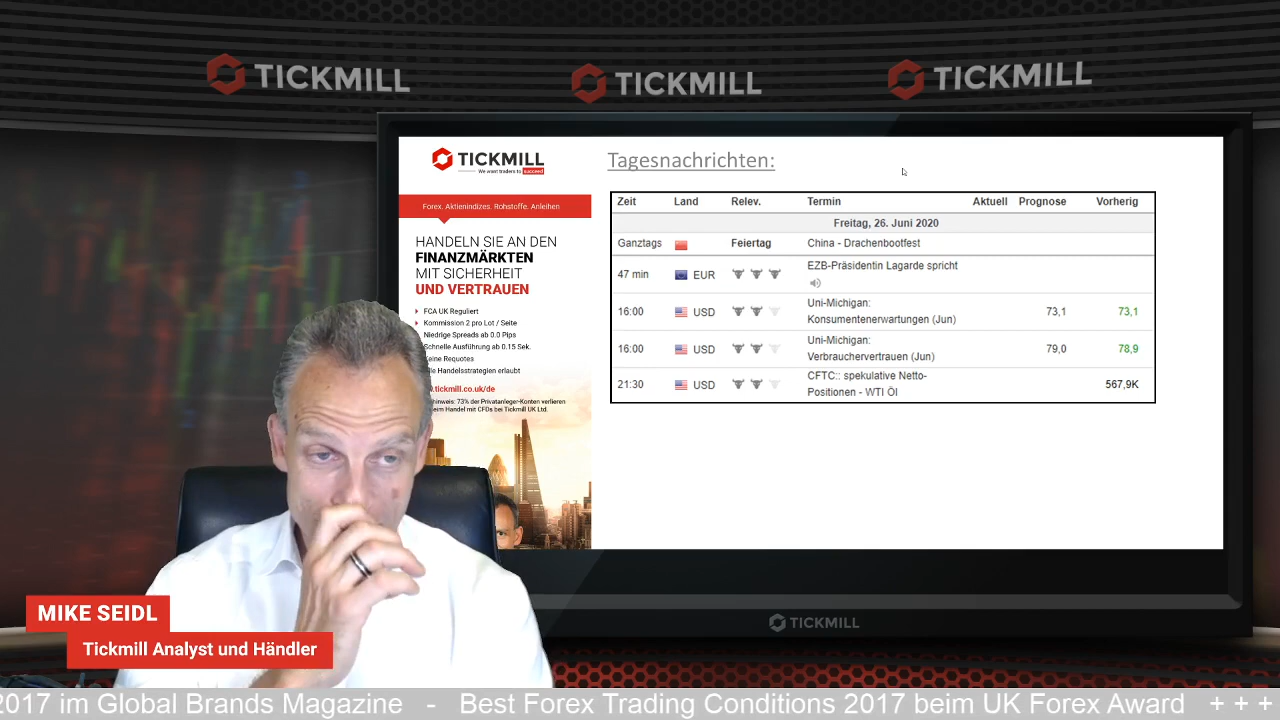 TICKMILL
TICKMILL
TICKMILL
TICKMILL
We want traders to succeed
Forex. Aktienindizes. Rohstoffe. Anleihen
HANDELN SIE AN DEN
FINANZMÄRKTEN
MIT SICHERHEIT
UND VERTRAUEN
FCA UK Reguliert
Kommission 2 pro Lot / Seite
Niedrige Spreads ab 0.0 Pips
Schnelle Ausführung ab 0.15 Sek.
Requotes
Handelsstrategien erlaubt
.tickmill.co.uk/de
hinweis: 73% der Privatanleger-Konten verlieren
beim Handel mit CFDs bei Tickmill UK Ltd.
Tagesnachrichten:
Zeit Land Relev. Termin Aktuell Prognose Vorherig
Freitag, 26. Juni 2020
Ganztags Feiertag China - Drachenbootfest
47 min EUR EZB-Präsidentin Lagarde spricht
16:00 USD Uni-Michigan: Konsumentenerwartungen (Jun) 73,1 73,1
16:00 USD Uni-Michigan: Verbrauchervertrauen (Jun) 79,0 78,9
21:30 USD CFTC:: spekulative Netto-Positionen - WTI Öl 567,9K
TICKMILL
MIKE SEIDL
Tickmill Analyst und Händler
2017 im Global Brands Magazine - Best Forex Trading Conditions 2017 beim UK Forex Award + + +